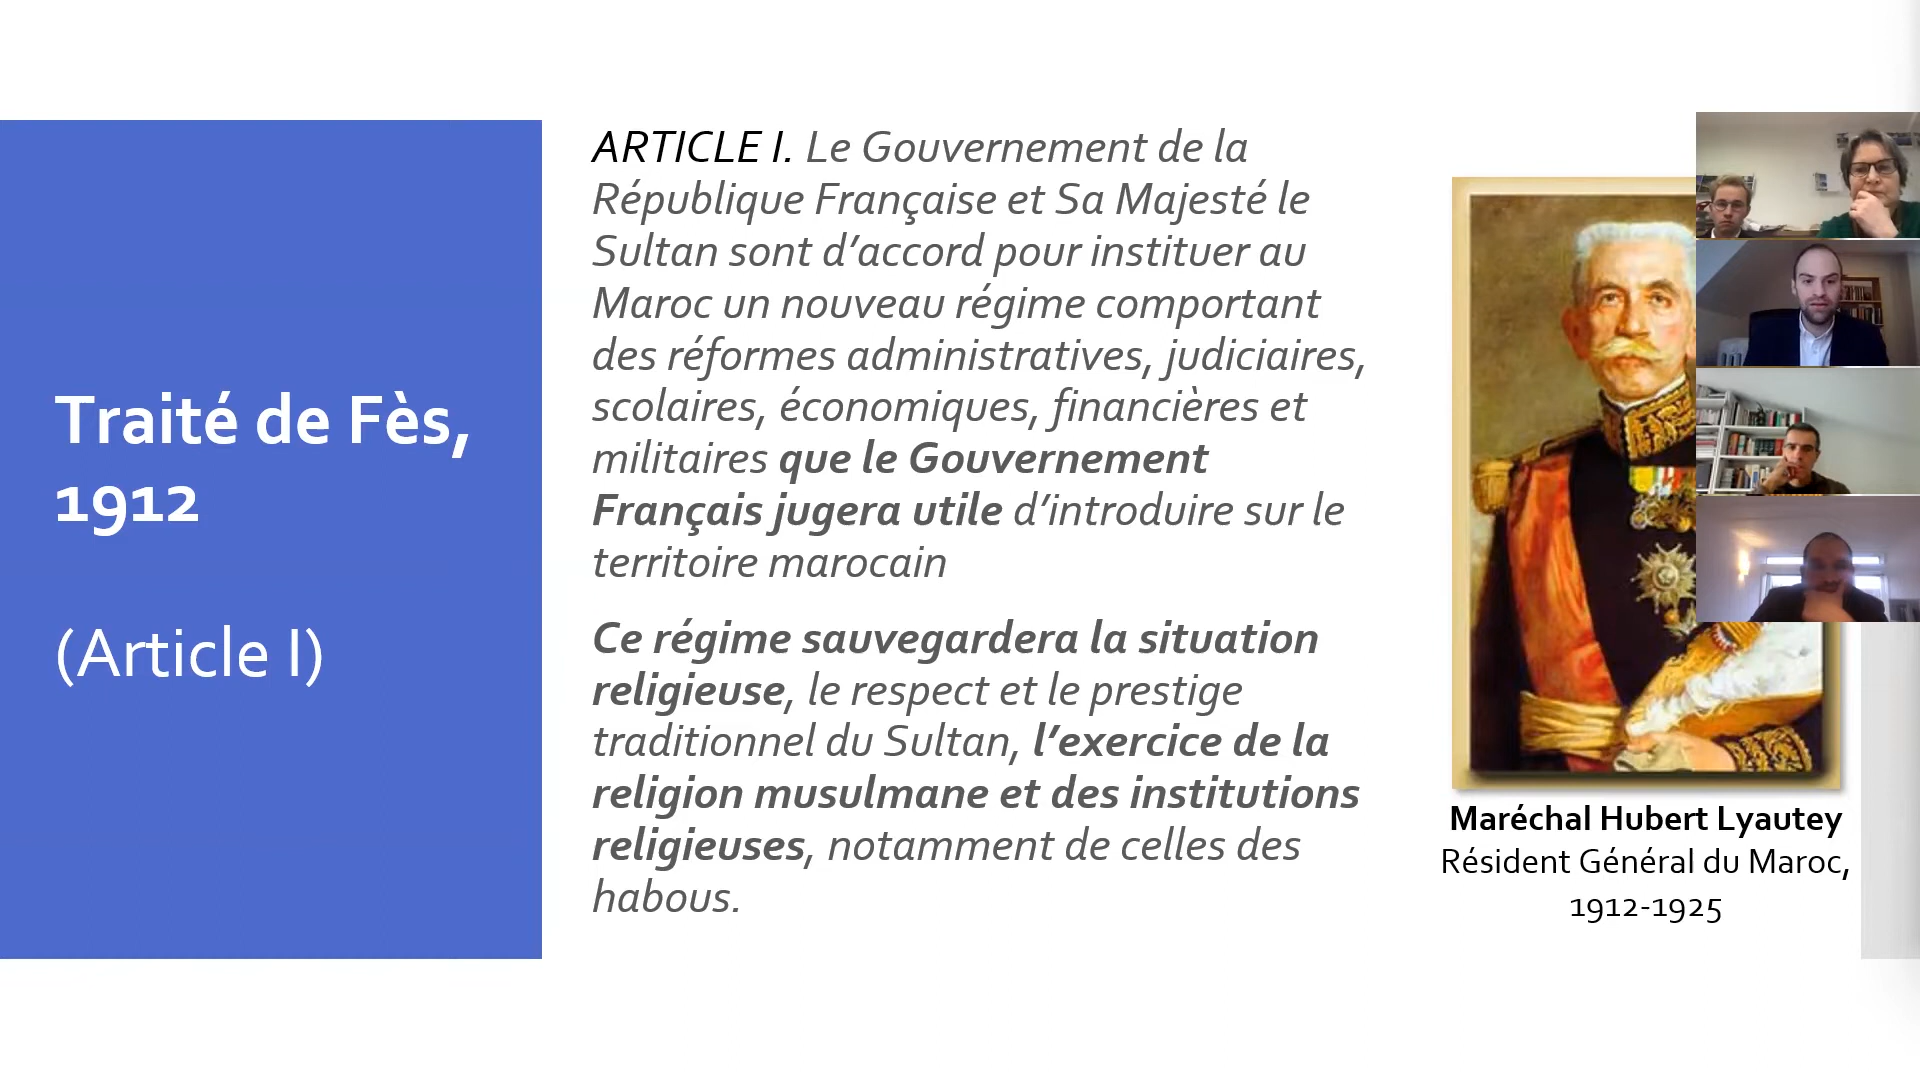 Traité de Fès,
1912
(Article I)
ARTICLE I. Le Gouvernement de la
République Française et Sa Majesté le
Sultan sont d’accord pour instituer au
Maroc un nouveau régime comportant
des réformes administratives, judiciaires,
scolaires, économiques, financières et
militaires que le Gouvernement
Français jugera utile d’introduire sur le
territoire marocain
Ce régime sauvegardera la situation
religieuse, le respect et le prestige
traditionnel du Sultan, l’exercice de la
religion musulmane et des institutions
religieuses, notamment de celles des
habous.
Maréchal Hubert Lyautey
Résident Général du Maroc,
1912-1925